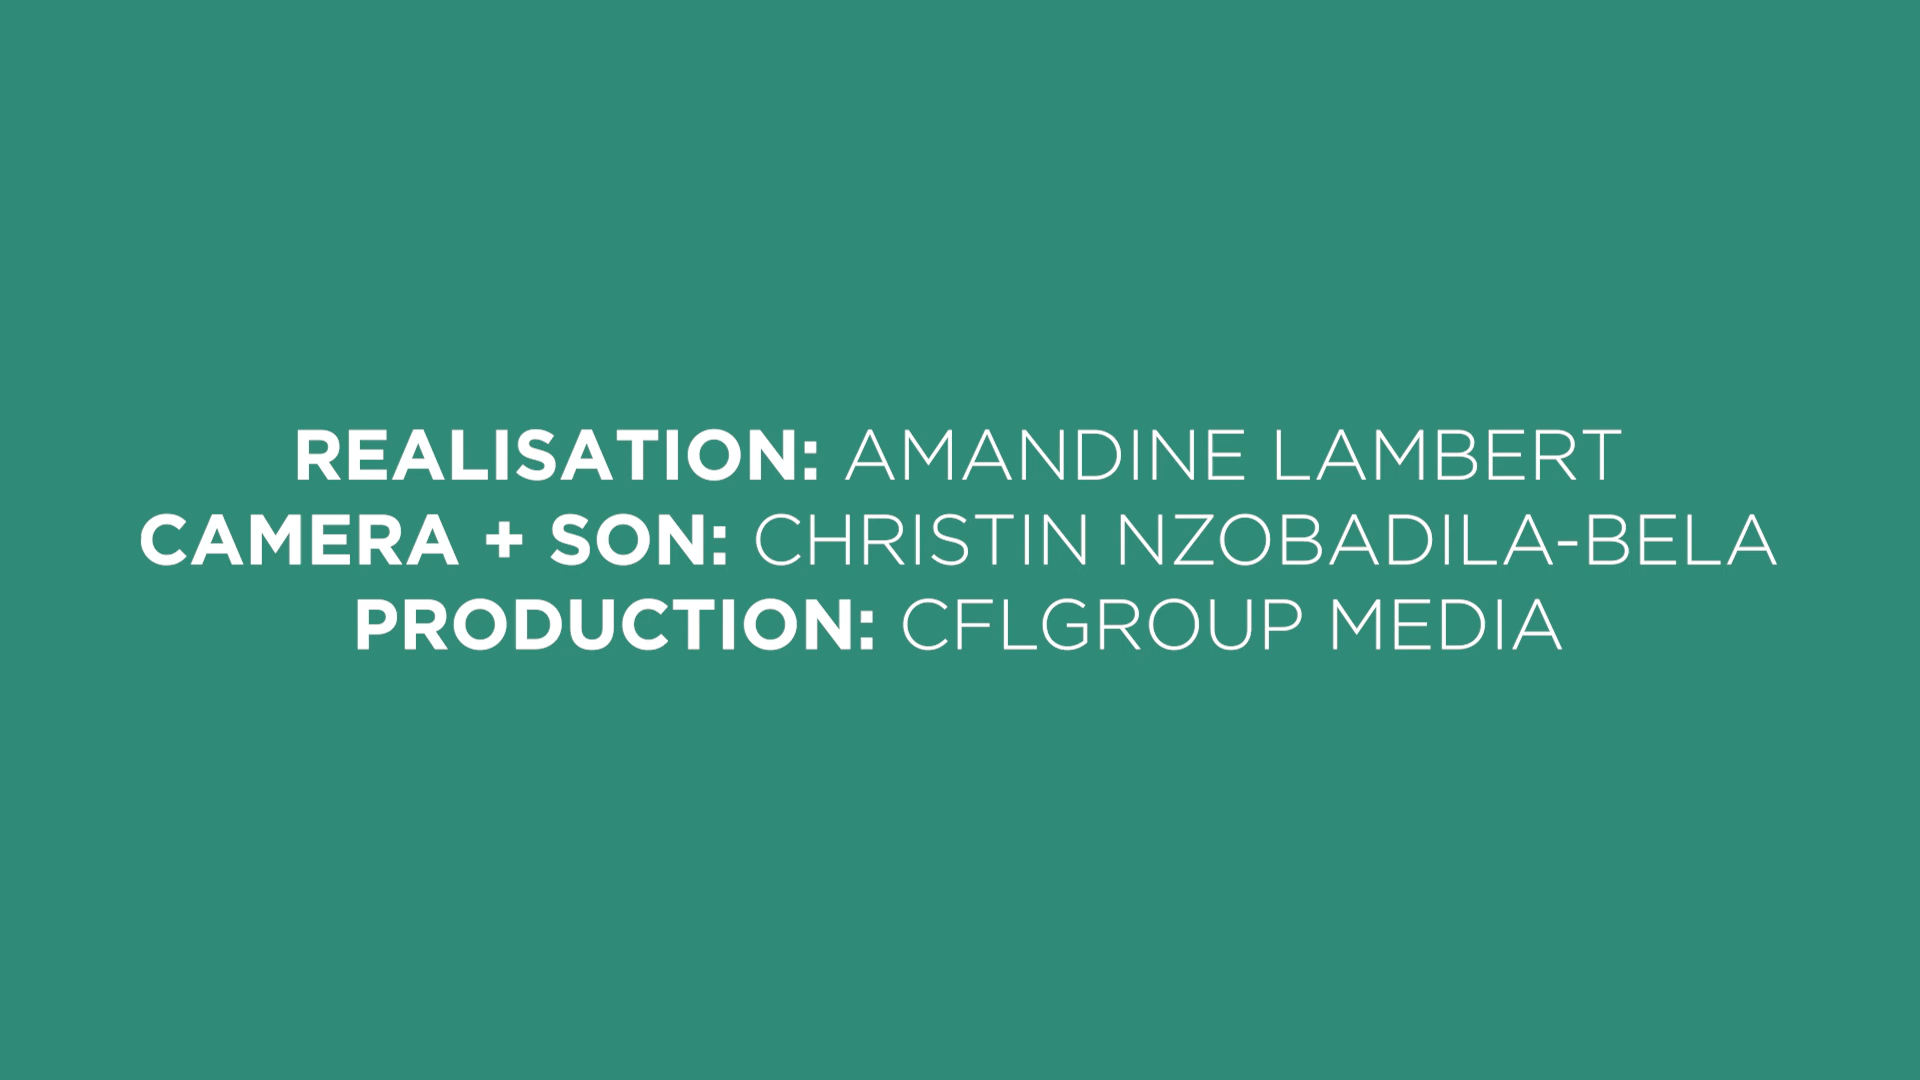 REALISATION: AMANDINE LAMBERT
CAMERA + SON: CHRISTIN NZOBADILA-BELA
PRODUCTION: CFLGROUP MEDIA